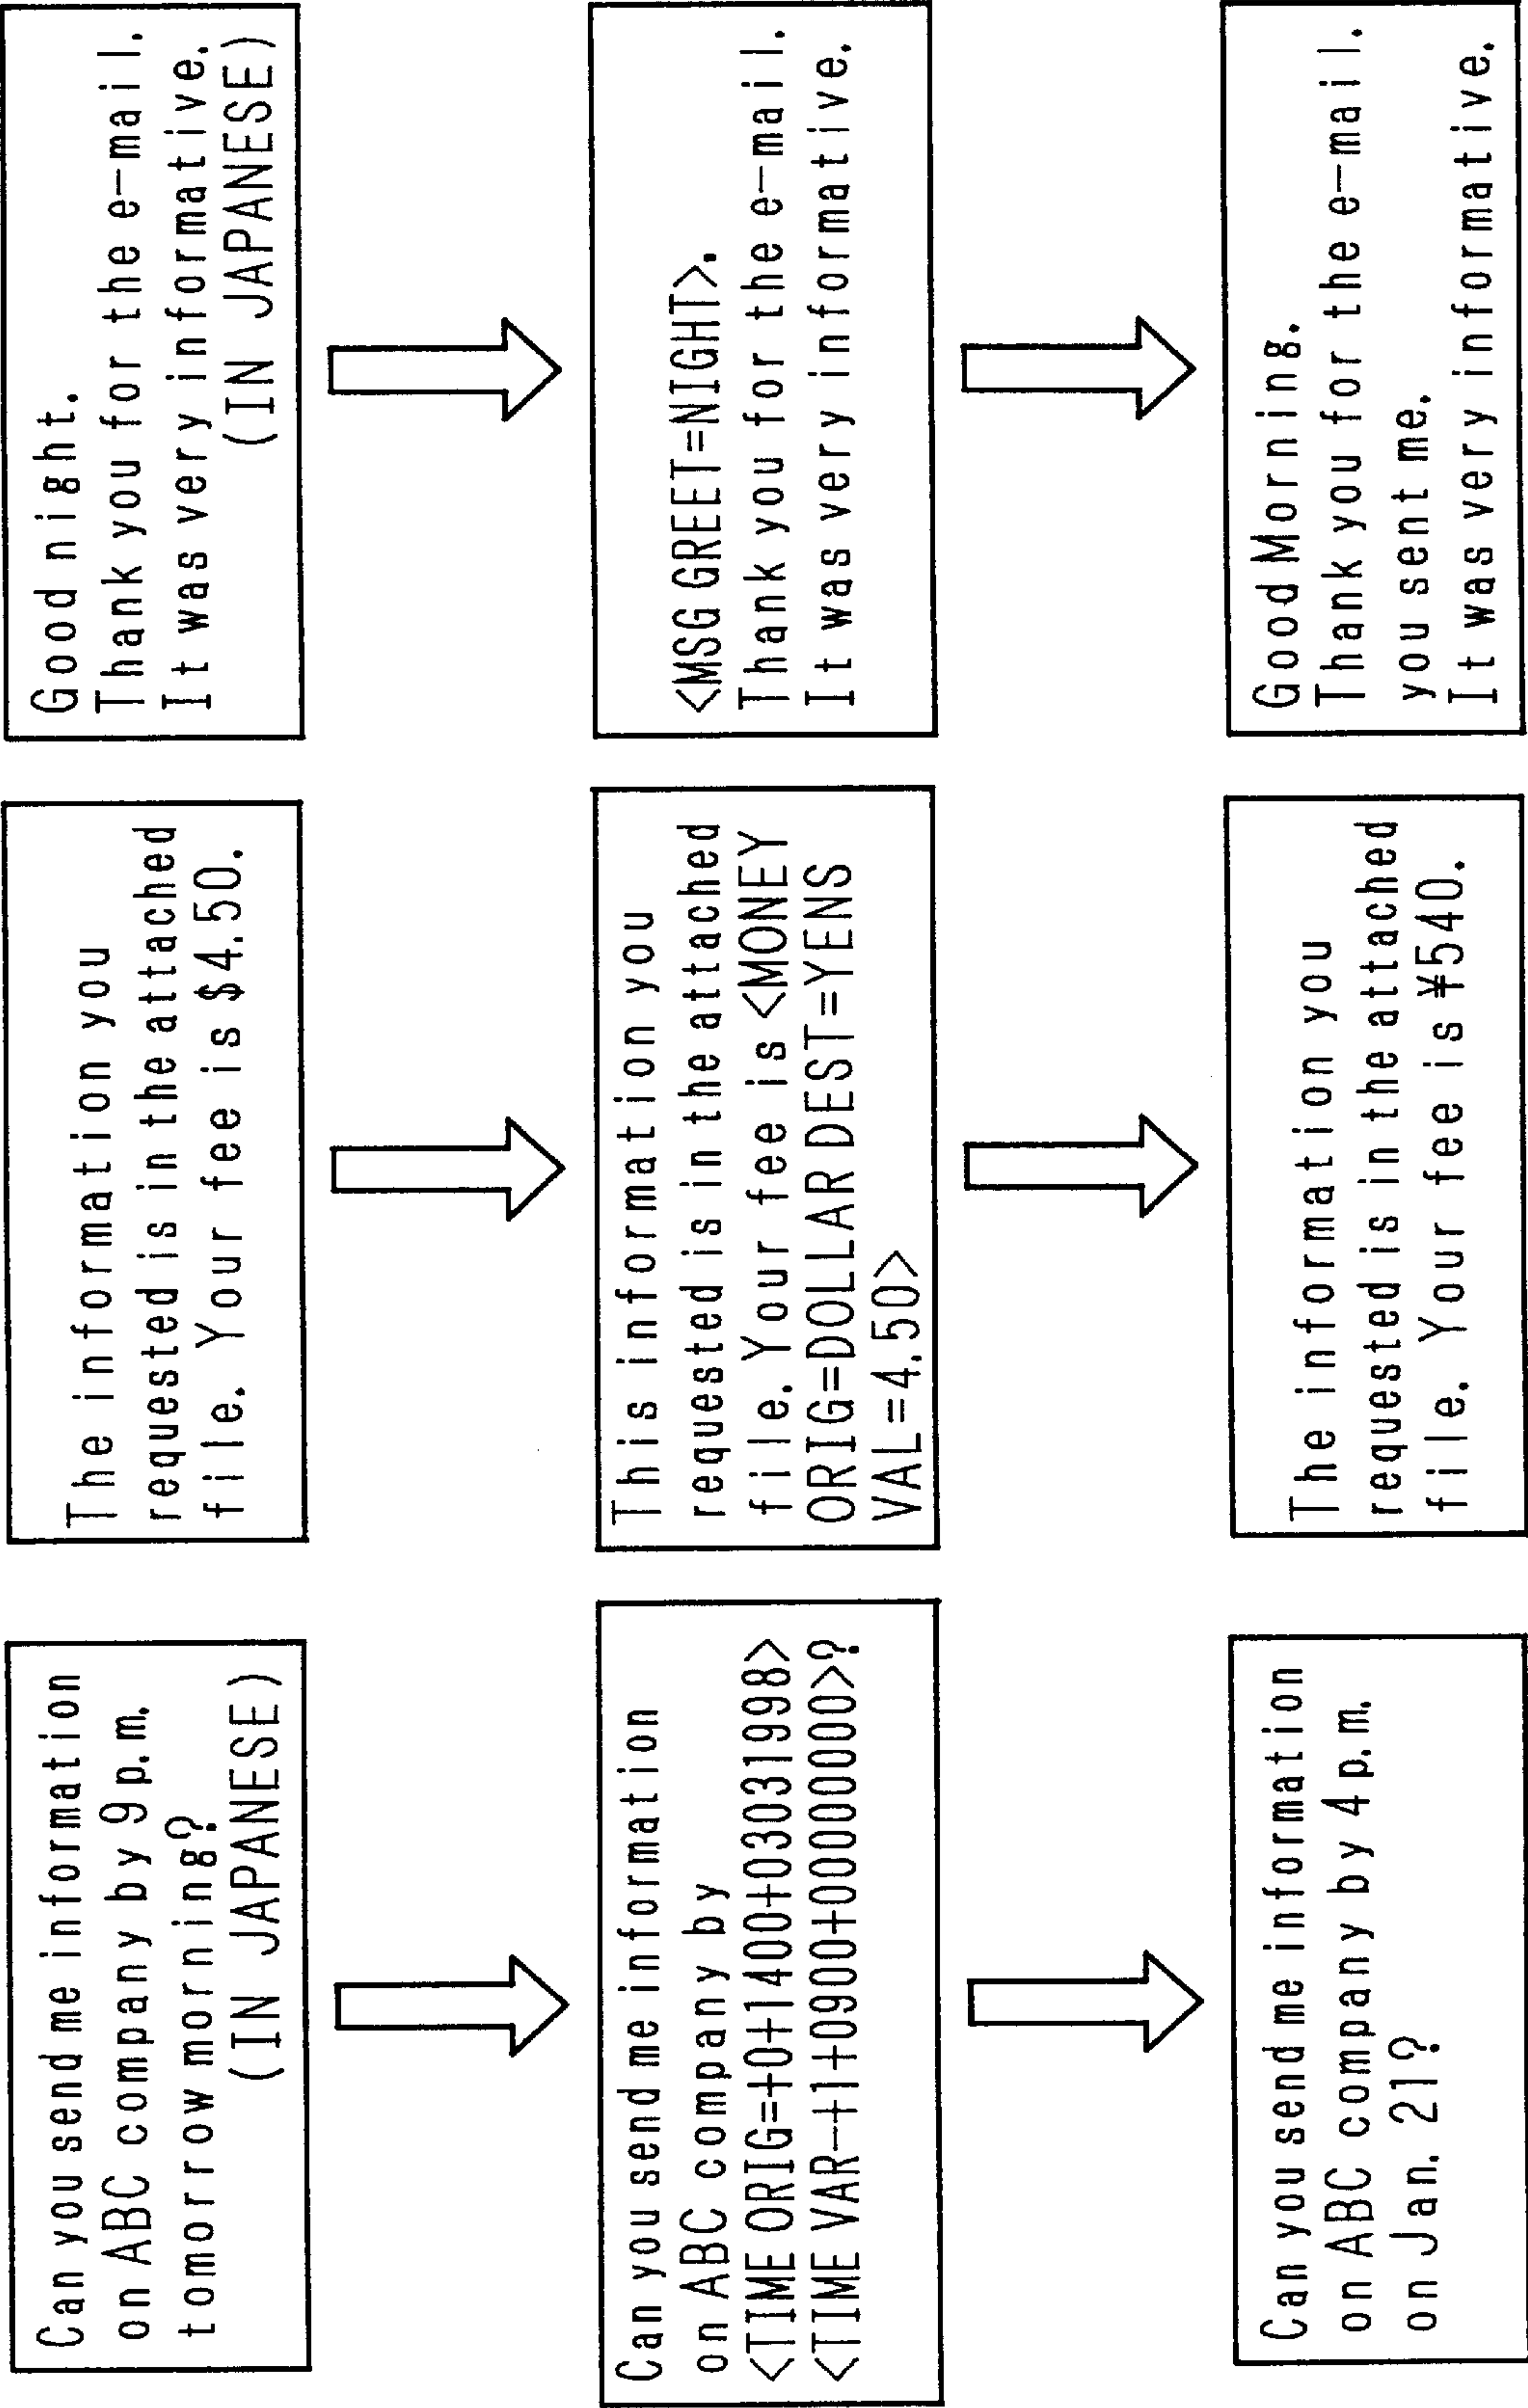 Can you send me information
on ABC company by 9 p.m.
tomorrow morning?
(IN JAPANESE)
Can you send me information
on ABC company by
<TIME ORIG=+0+1400+03031998>
<TIME VAR-+1+0900+00000000>?
Can you send me information
on ABC company by 4 p.m.
on Jan. 21?
The information you
requested is in the attached
file. Your fee is $4.50.
This information you
requested is in the attached
file. Your fee is <MONEY
ORIG=DOLLAR DEST=YENS
VAL=4.50>
The information you
requested is in the attached
file. Your fee is ¥540.
Good night.
Thank you for the e-mail.
It was very informative.
(IN JAPANESE)
<MSG GREET=NIGHT>.
Thank you for the e-mail.
It was very informative.
Good Morning.
Thank you for the e-mail.
you sent me.
It was very informative.